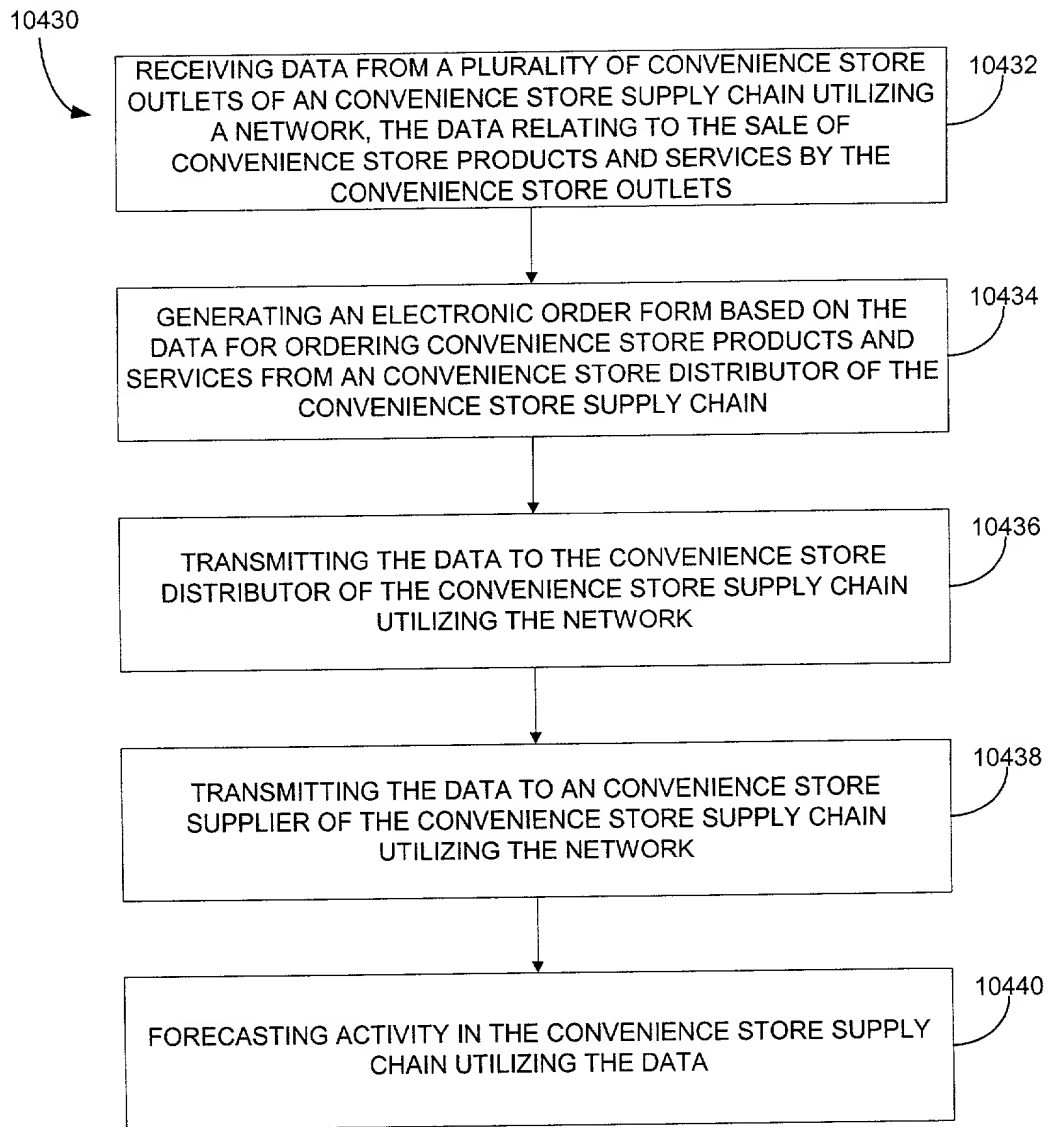 10430
RECEIVING DATA FROM A PLURALITY OF CONVENIENCE STORE
OUTLETS OF AN CONVENIENCE STORE SUPPLY CHAIN UTILIZING
A NETWORK, THE DATA RELATING TO THE SALE OF
CONVENIENCE STORE PRODUCTS AND SERVICES BY THE
CONVENIENCE STORE OUTLETS
10432
GENERATING AN ELECTRONIC ORDER FORM BASED ON THE
DATA FOR ORDERING CONVENIENCE STORE PRODUCTS AND
SERVICES FROM AN CONVENIENCE STORE DISTRIBUTOR OF THE
CONVENIENCE STORE SUPPLY CHAIN
10434
TRANSMITTING THE DATA TO THE CONVENIENCE STORE
DISTRIBUTOR OF THE CONVENIENCE STORE SUPPLY CHAIN
UTILIZING THE NETWORK
10436
TRANSMITTING THE DATA TO AN CONVENIENCE STORE
SUPPLIER OF THE CONVENIENCE STORE SUPPLY CHAIN
UTILIZING THE NETWORK
10438
FORECASTING ACTIVITY IN THE CONVENIENCE STORE SUPPLY
CHAIN UTILIZING THE DATA
10440